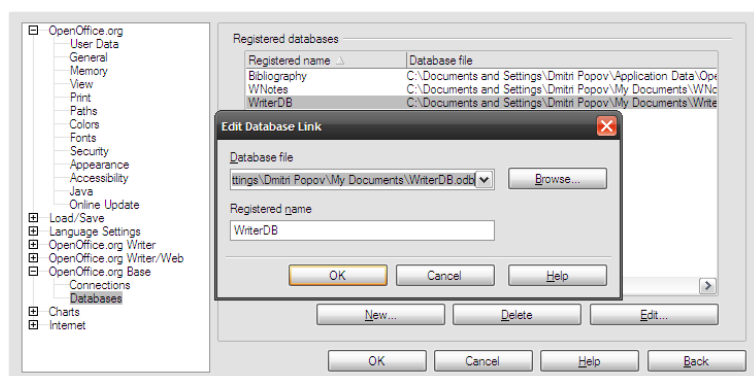 OpenOffice.org
User Data
General
Memory
View
Print
Paths
Colors
Fonts
Security
Appearance
Accessibility
Java
Online Update
Load/Save
Language Settings
OpenOffice.org Writer
OpenOffice.org Writer/Web
OpenOffice.org Base
Connections
Databases
Charts
Internet
Registered databases
Registered name Database file
Bibliography C:\Documents and Settings\Dmitri Popov\Application Data\Ope
WNotes C:\Documents and Settings\Dmitri Popov\My Documents\WNo
WriterDB C:\Documents and Settings\Dmitri Popov\My Documents\Write
Edit Database Link
Database file
ttings\Dmitri Popov\My Documents\WriterDB.odb Browse...
Registered name
WriterDB
OK Cancel Help
New... Delete Edit...
OK Cancel Help Back